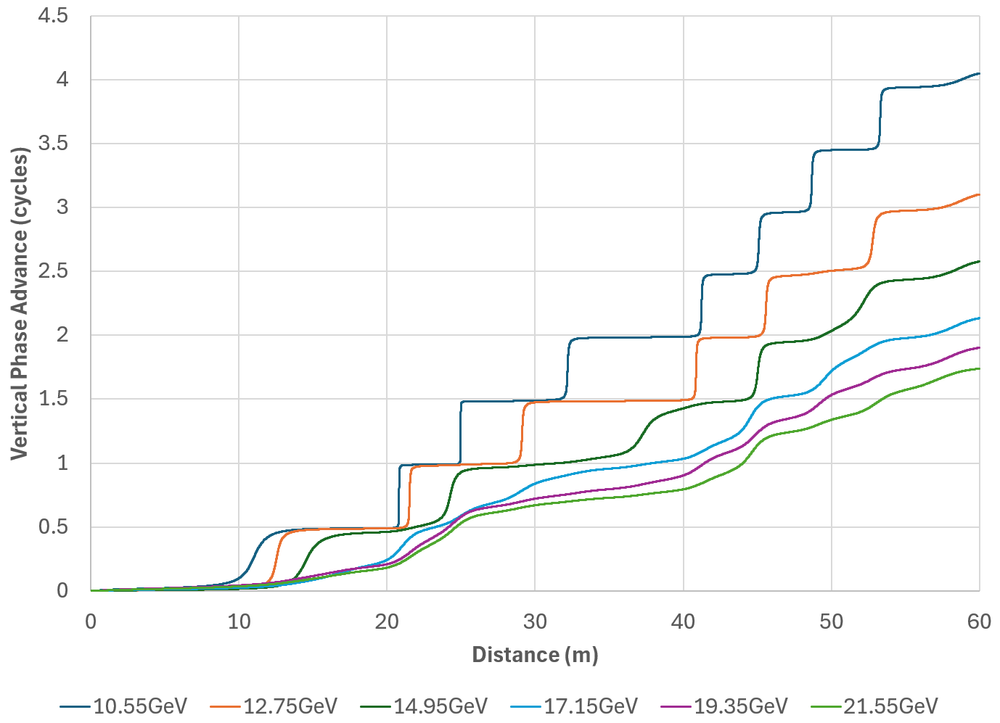 4.5
4
3.5
3
2.5
2
1.5
1
0.5
0
Vertical Phase Advance (cycles)
0 10 20 30 40 50 60
Distance (m)
10.55GeV 12.75GeV 14.95GeV 17.15GeV 19.35GeV 21.55GeV